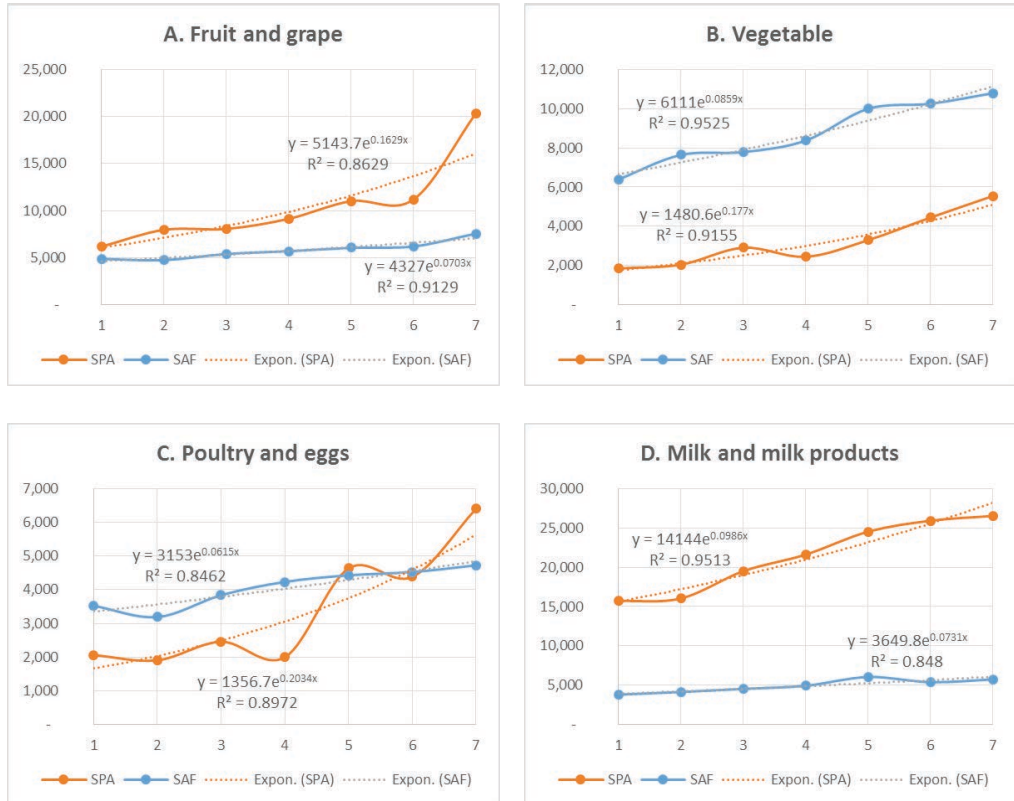 A. Fruit and grape
25,000
20,000
15,000
10,000
5,000
-
y = 5143.7e^0.1629x
R² = 0.8629
y = 4327e^0.0703x
R² = 0.9129
1 2 3 4 5 6 7
SPA SAF Expon. (SPA) Expon. (SAF)
B. Vegetable
12,000
10,000
8,000
6,000
4,000
2,000
-
y = 6111e^0.0859x
R² = 0.9525
y = 1480.6e^0.177x
R² = 0.9155
1 2 3 4 5 6 7
SPA SAF Expon. (SPA) Expon. (SAF)
C. Poultry and eggs
7,000
6,000
5,000
4,000
3,000
2,000
1,000
-
y = 3153e^0.0615x
R² = 0.8462
y = 1356.7e^0.2034x
R² = 0.8972
1 2 3 4 5 6 7
SPA SAF Expon. (SPA) Expon. (SAF)
D. Milk and milk products
30,000
25,000
20,000
15,000
10,000
5,000
-
y = 14144e^0.0986x
R² = 0.9513
y = 3649.8e^0.0731x
R² = 0.848
1 2 3 4 5 6 7
SPA SAF Expon. (SPA) Expon. (SAF)